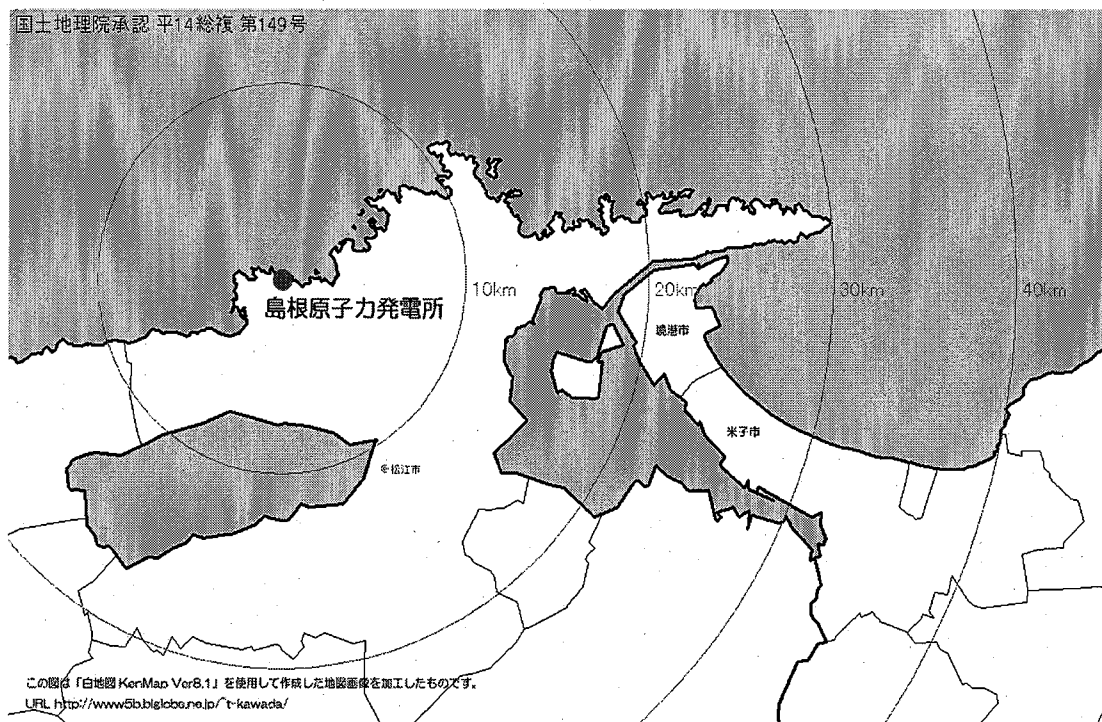 国土地理院承認 平14総複 第149号
10km
20km
30km
40km
島根原子力発電所
境港市
米子市
松江市
この図は「白地図 KenMap Ver8.1」を使用して作成した地図画像を加工したものです。
URL http://www5b.biglobe.ne.jp/~t-kawada/